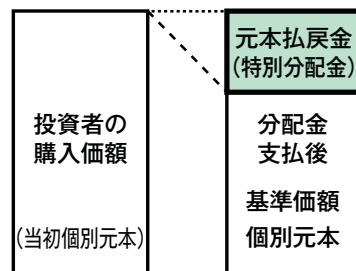 投資者の
購入価額
(当初個別元本)
元本払戻金
(特別分配金)
分配金
支払後
基準価額
個別元本